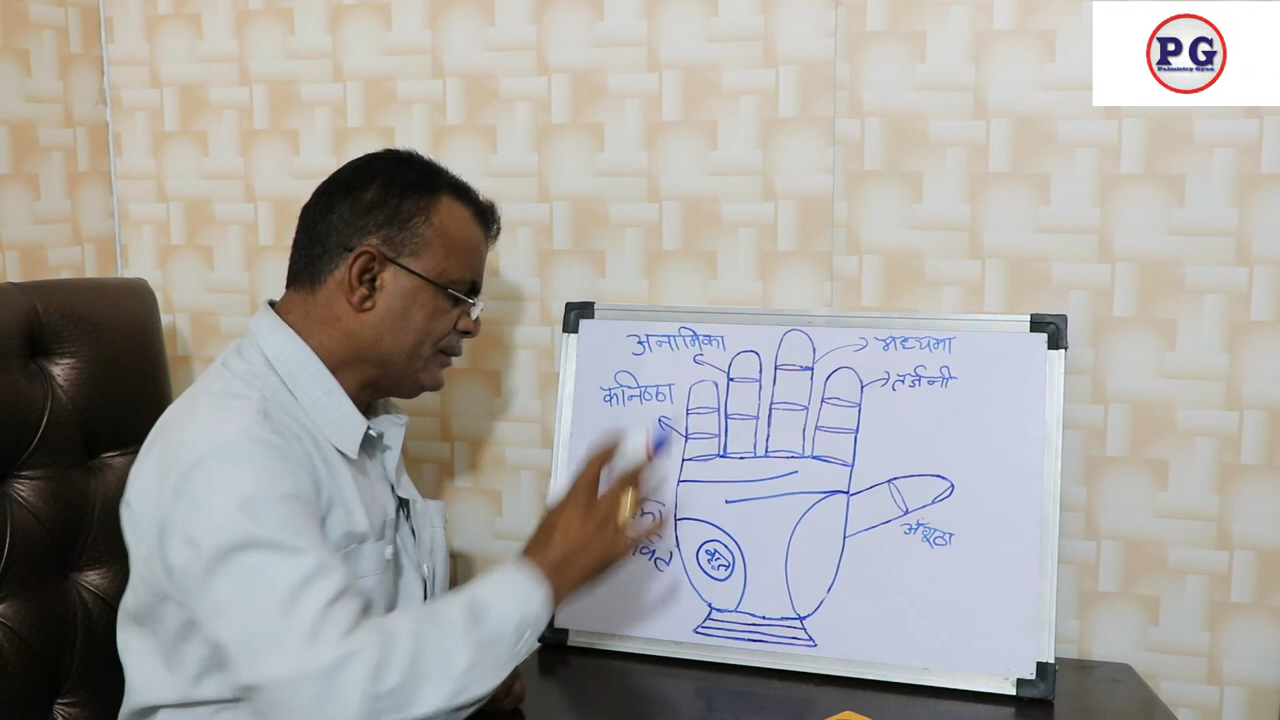 PG
Palmistry Gyan
अनामिका
मध्यमा
तर्जनी
कनिष्ठा
अँगूठा